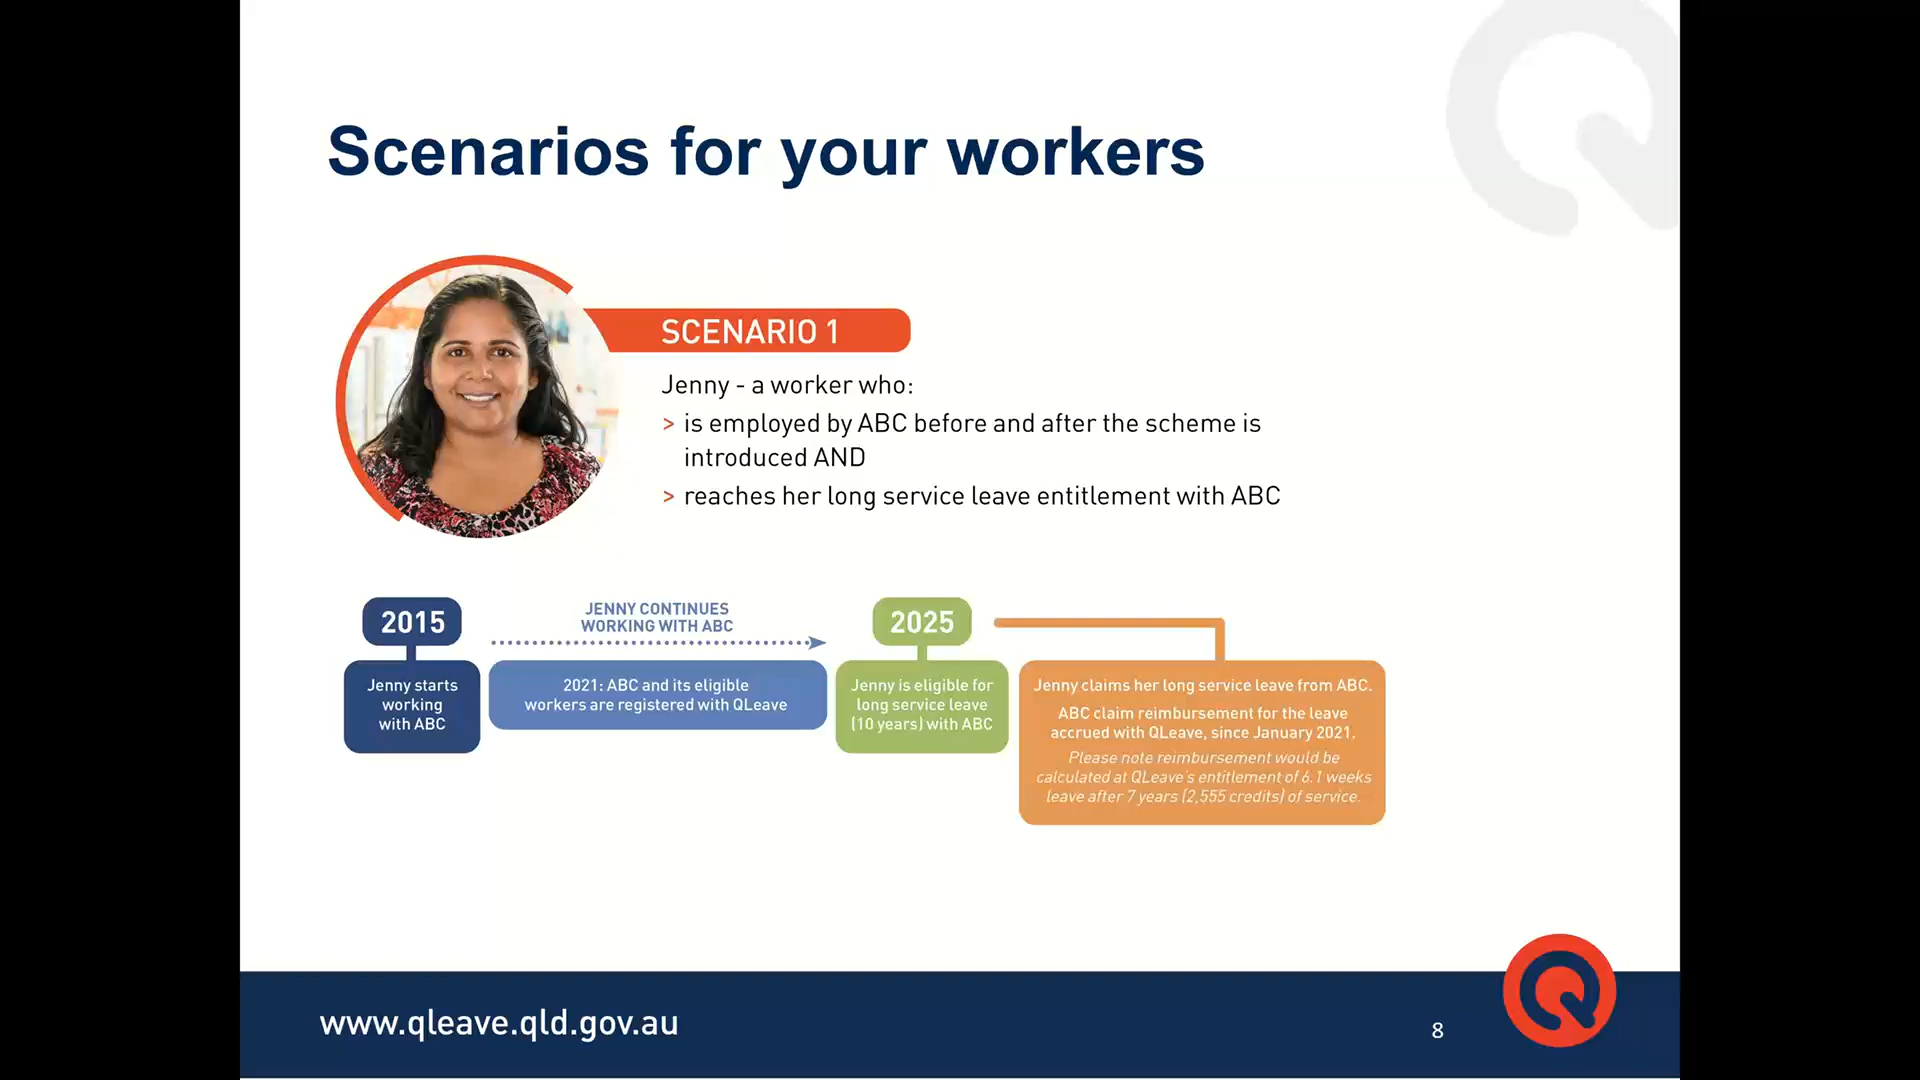 Scenarios for your workers
SCENARIO 1
Jenny - a worker who:
> is employed by ABC before and after the scheme is
introduced AND
> reaches her long service leave entitlement with ABC
2015
Jenny starts
working
with ABC
JENNY CONTINUES
WORKING WITH ABC
2021: ABC and its eligible
workers are registered with QLeave
2025
Jenny is eligible for
long service leave
(10 years) with ABC
Jenny claims her long service leave from ABC.
ABC claim reimbursement for the leave
accrued with QLeave, since January 2021.
Please note reimbursement would be
calculated at QLeave's entitlement of 6.1 weeks
leave after 7 years (2,555 credits) of service.
www.qleave.qld.gov.au
8